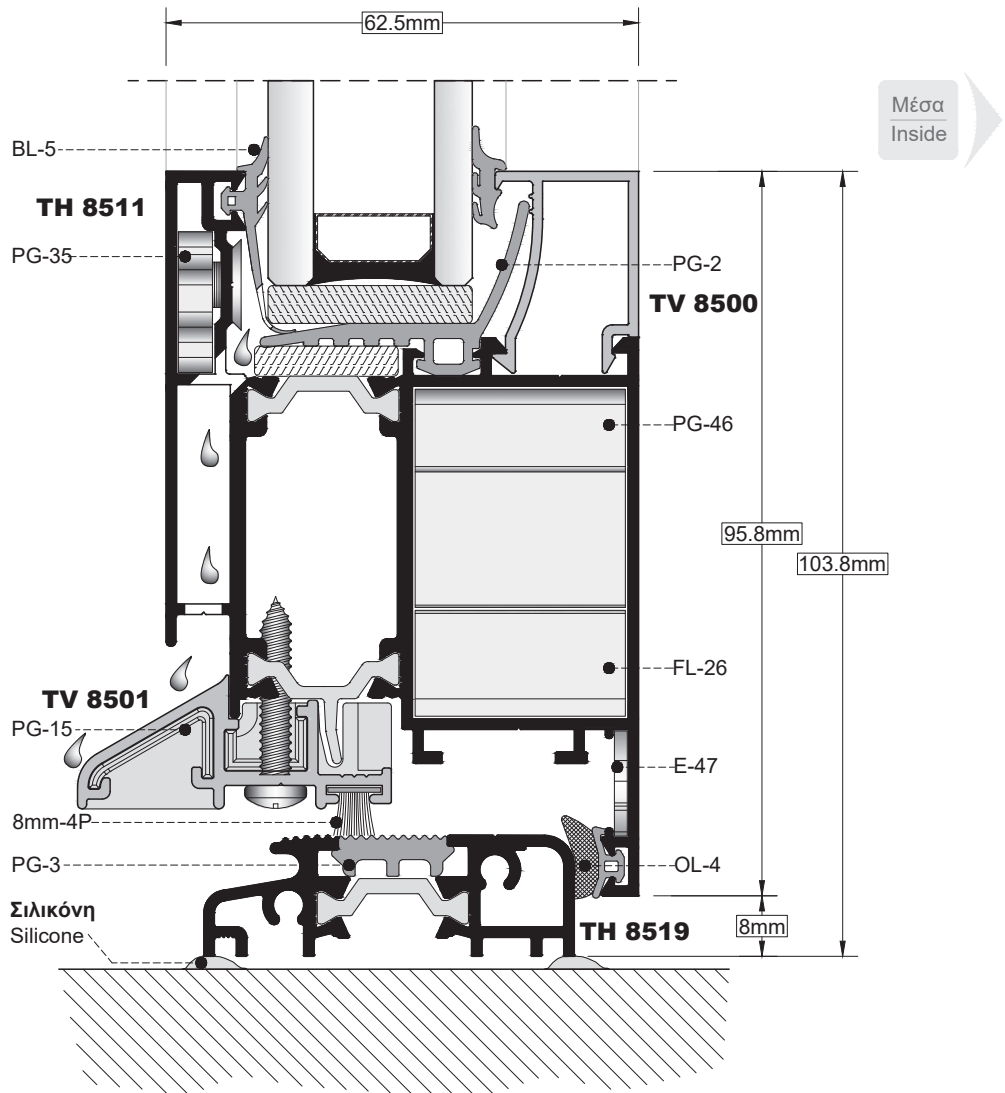 62.5mm
Μέσα
Inside
BL-5
TH 8511
PG-35
PG-2
TV 8500
PG-46
95.8mm
103.8mm
FL-26
TV 8501
PG-15
E-47
8mm-4P
PG-3
OL-4
Σιλικόνη
Silicone
8mm
TH 8519